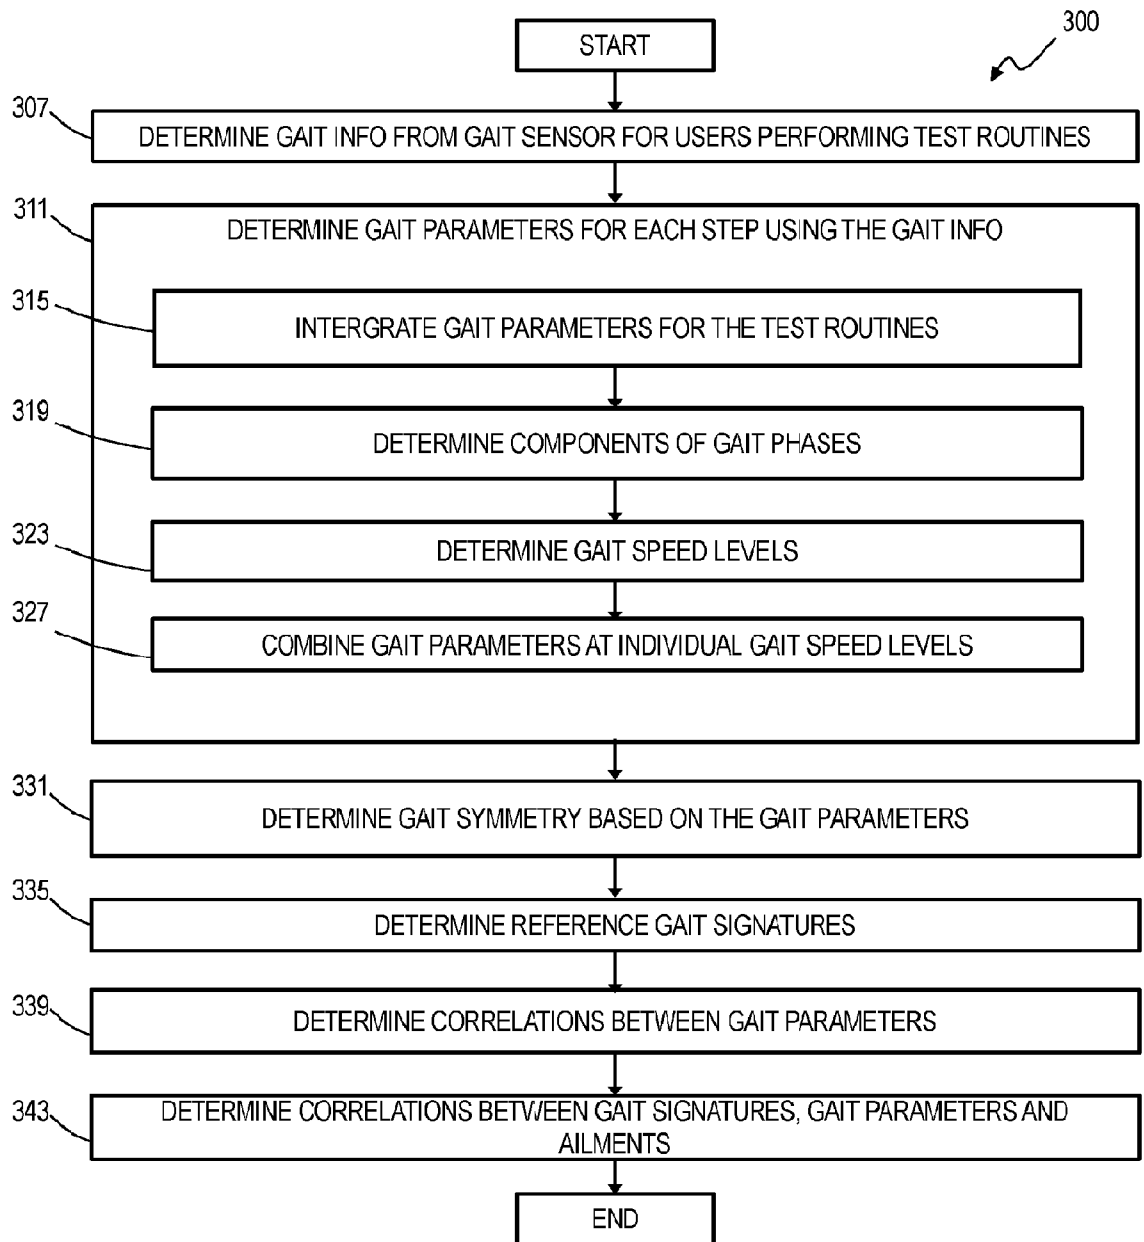 START
300
307
DETERMINE GAIT INFO FROM GAIT SENSOR FOR USERS PERFORMING TEST ROUTINES
311
DETERMINE GAIT PARAMETERS FOR EACH STEP USING THE GAIT INFO
315
INTERGRATE GAIT PARAMETERS FOR THE TEST ROUTINES
319
DETERMINE COMPONENTS OF GAIT PHASES
323
DETERMINE GAIT SPEED LEVELS
327
COMBINE GAIT PARAMETERS AT INDIVIDUAL GAIT SPEED LEVELS
331
DETERMINE GAIT SYMMETRY BASED ON THE GAIT PARAMETERS
335
DETERMINE REFERENCE GAIT SIGNATURES
339
DETERMINE CORRELATIONS BETWEEN GAIT PARAMETERS
343
DETERMINE CORRELATIONS BETWEEN GAIT SIGNATURES, GAIT PARAMETERS AND
AILMENTS
END